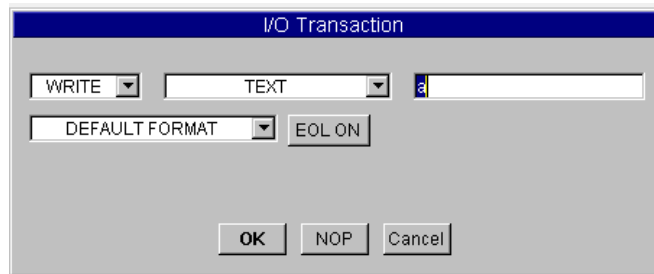 I/O Transaction
WRITE TEXT a
DEFAULT FORMAT EOL ON
OK NOP Cancel